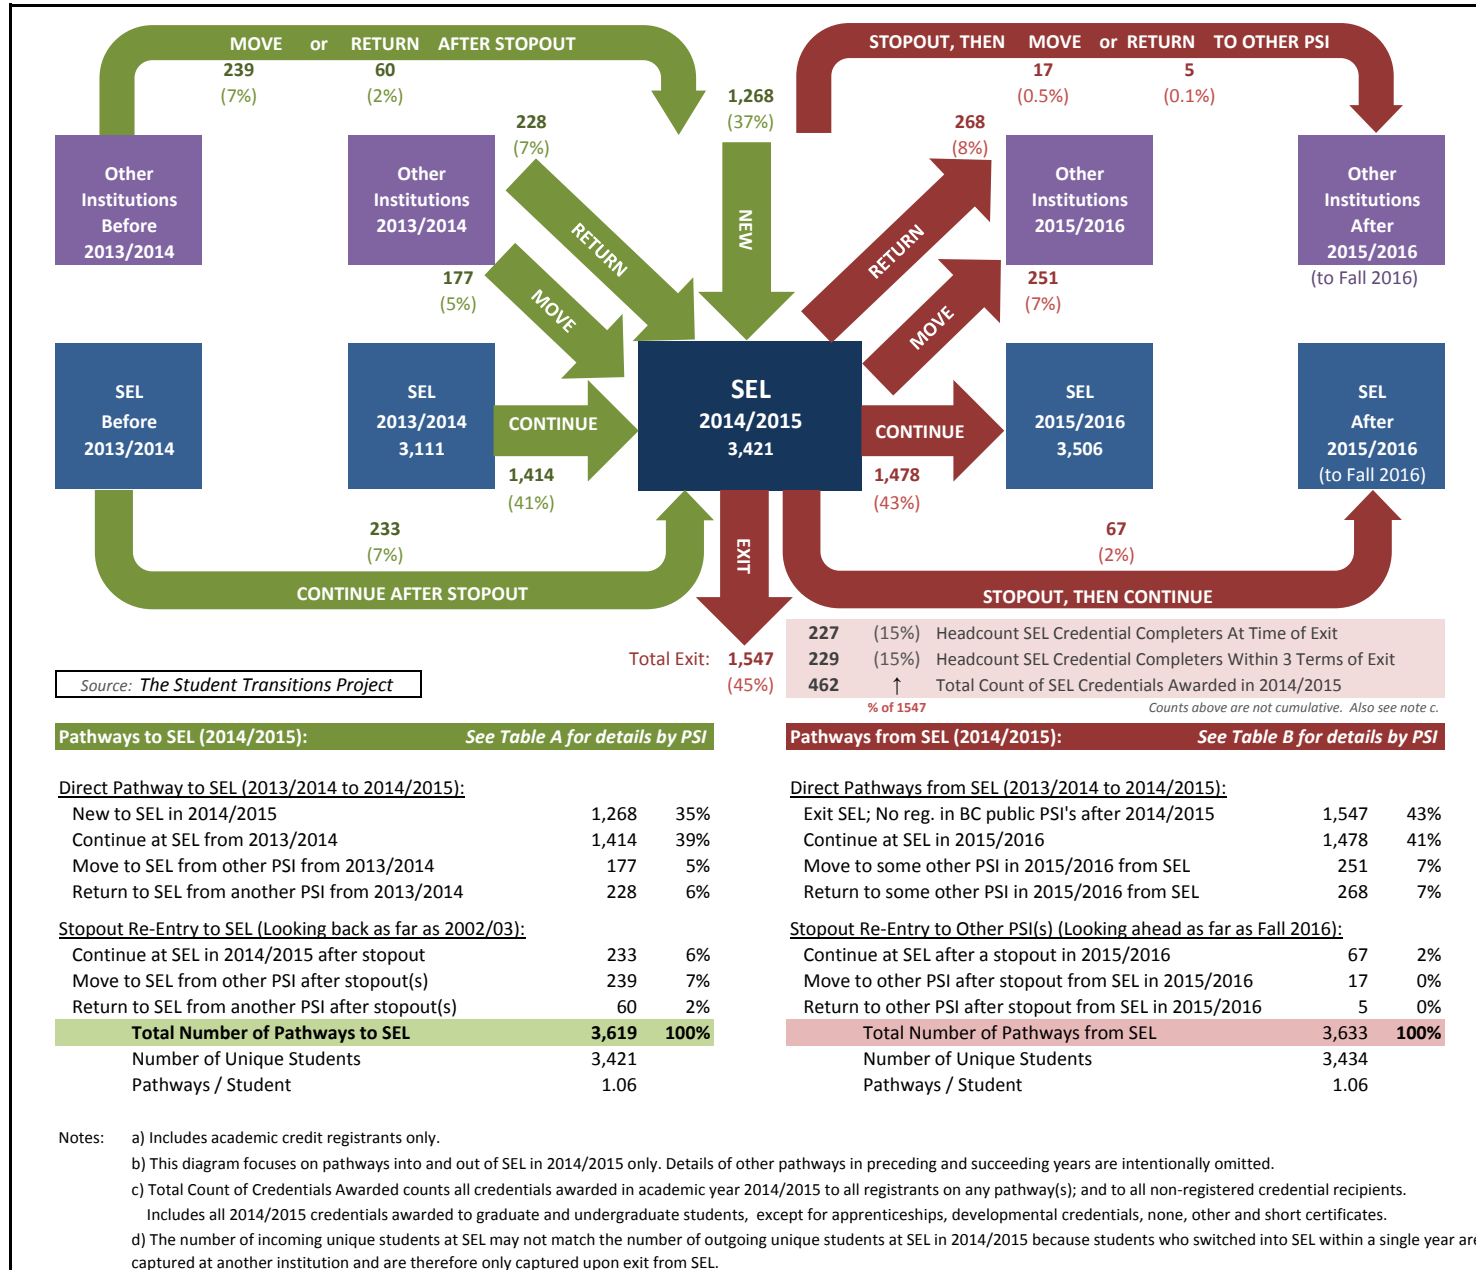 MOVE or RETURN AFTER STOPOUT
239 60
(7%) (2%)
STOPOUT, THEN MOVE or RETURN TO OTHER PSI
17 5
(0.5%) (0.1%)
1,268
(37%)
228
(7%)
268
(8%)
Other
Institutions
Before
2013/2014
Other
Institutions
2013/2014
RETURN
MOVE
NEW
RETURN
MOVE
Other
Institutions
2015/2016
Other
Institutions
After
2015/2016
(to Fall 2016)
177
(5%)
251
(7%)
SEL
Before
2013/2014
SEL
2013/2014
3,111
CONTINUE
1,414
(41%)
SEL
2014/2015
3,421
CONTINUE
1,478
(43%)
SEL
2015/2016
3,506
SEL
After
2015/2016
(to Fall 2016)
233
(7%)
CONTINUE AFTER STOPOUT
EXIT
67
(2%)
STOPOUT, THEN CONTINUE
Total Exit: 1,547
(45%)
227 (15%) Headcount SEL Credential Completers At Time of Exit
229 (15%) Headcount SEL Credential Completers Within 3 Terms of Exit
462 ↑ Total Count of SEL Credentials Awarded in 2014/2015
% of 1547 Counts above are not cumulative. Also see note c.
Source: The Student Transitions Project
Pathways to SEL (2014/2015): See Table A for details by PSI
Direct Pathway to SEL (2013/2014 to 2014/2015):
New to SEL in 2014/2015 1,268 35%
Continue at SEL from 2013/2014 1,414 39%
Move to SEL from other PSI from 2013/2014 177 5%
Return to SEL from another PSI from 2013/2014 228 6%
Stopout Re-Entry to SEL (Looking back as far as 2002/03):
Continue at SEL in 2014/2015 after stopout 233 6%
Move to SEL from other PSI after stopout(s) 239 7%
Return to SEL from another PSI after stopout(s) 60 2%
Total Number of Pathways to SEL 3,619 100%
Number of Unique Students 3,421
Pathways / Student 1.06
Pathways from SEL (2014/2015): See Table B for details by PSI
Direct Pathways from SEL (2013/2014 to 2014/2015):
Exit SEL; No reg. in BC public PSI's after 2014/2015 1,547 43%
Continue at SEL in 2015/2016 1,478 41%
Move to some other PSI in 2015/2016 from SEL 251 7%
Return to some other PSI in 2015/2016 from SEL 268 7%
Stopout Re-Entry to Other PSI(s) (Looking ahead as far as Fall 2016):
Continue at SEL after a stopout in 2015/2016 67 2%
Move to other PSI after stopout from SEL in 2015/2016 17 0%
Return to other PSI after stopout from SEL in 2015/2016 5 0%
Total Number of Pathways from SEL 3,633 100%
Number of Unique Students 3,434
Pathways / Student 1.06
Notes: a) Includes academic credit registrants only.
b) This diagram focuses on pathways into and out of SEL in 2014/2015 only. Details of other pathways in preceding and succeeding years are intentionally omitted.
c) Total Count of Credentials Awarded counts all credentials awarded in academic year 2014/2015 to all registrants on any pathway(s); and to all non-registered credential recipients.
Includes all 2014/2015 credentials awarded to graduate and undergraduate students, except for apprenticeships, developmental credentials, none, other and short certificates.
d) The number of incoming unique students at SEL may not match the number of outgoing unique students at SEL in 2014/2015 because students who switched into SEL within a single year are
captured at another institution and are therefore only captured upon exit from SEL.